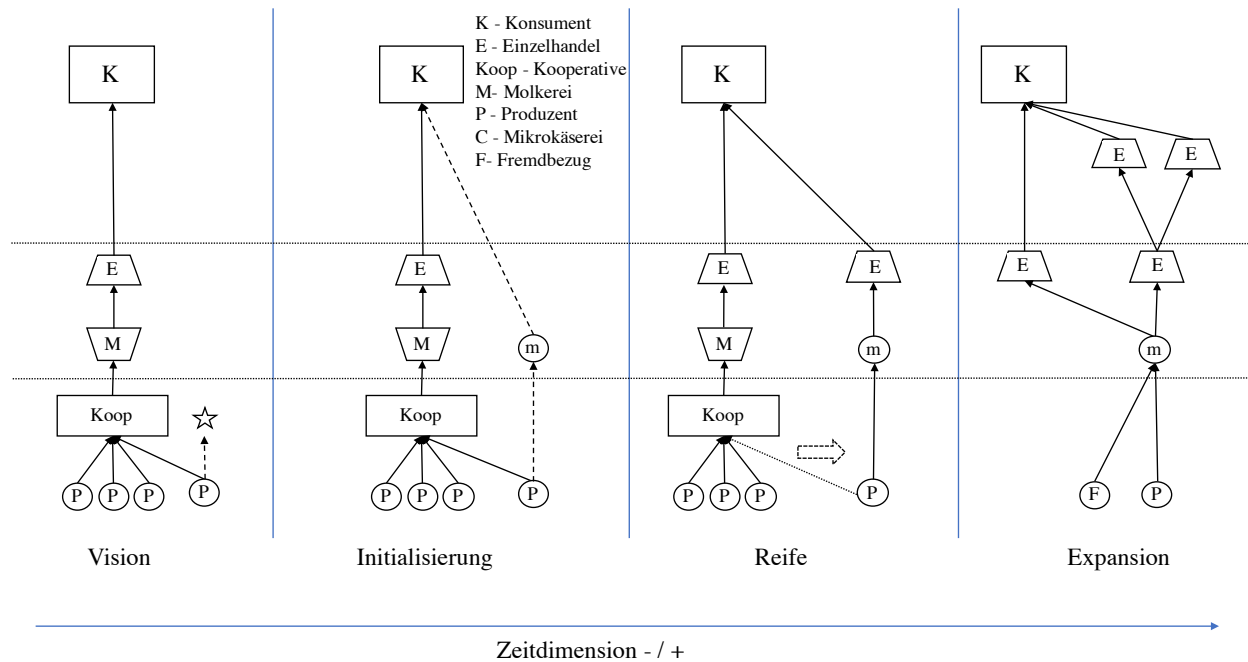 K - Konsument
E - Einzelhandel
Koop - Kooperative
M- Molkerei
P - Produzent
C - Mikrokäserei
F- Fremdbezug
K
E
M
Koop
P P P P
Vision
K
E
M
m
Koop
P P P P
Initialisierung
K
E E
M
m
Koop
P P P P
Reife
K
E E
E E
m
F P
Expansion
Zeitdimension - / +